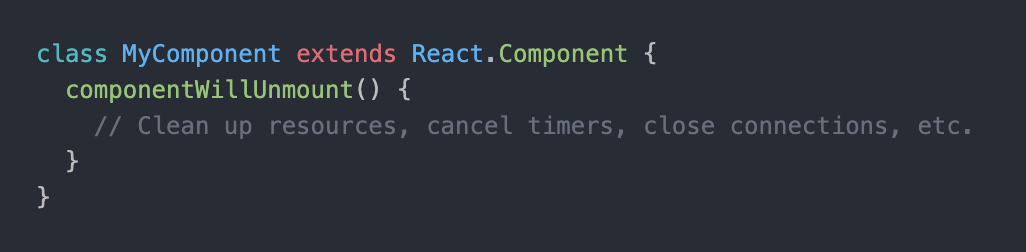 class MyComponent extends React.Component {
  componentWillUnmount() {
    // Clean up resources, cancel timers, close connections, etc.
  }
}